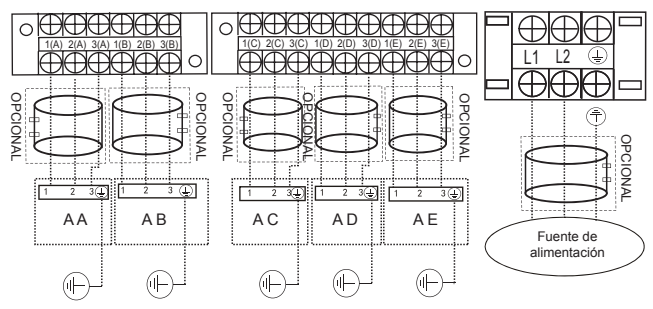 1(A) 2(A) 3(A) 1(B) 2(B) 3(B)
1(C) 2(C) 3(C) 1(D) 2(D) 3(D) 1(E) 2(E) 3(E)
L1 L2
OPCIONAL
OPCIONAL
OPCIONAL
OPCIONAL
OPCIONAL
OPCIONAL
1 2 3
1 2 3
1 2 3
1 2 3
1 2 3
A A
A B
A C
A D
A E
Fuente de
alimentación